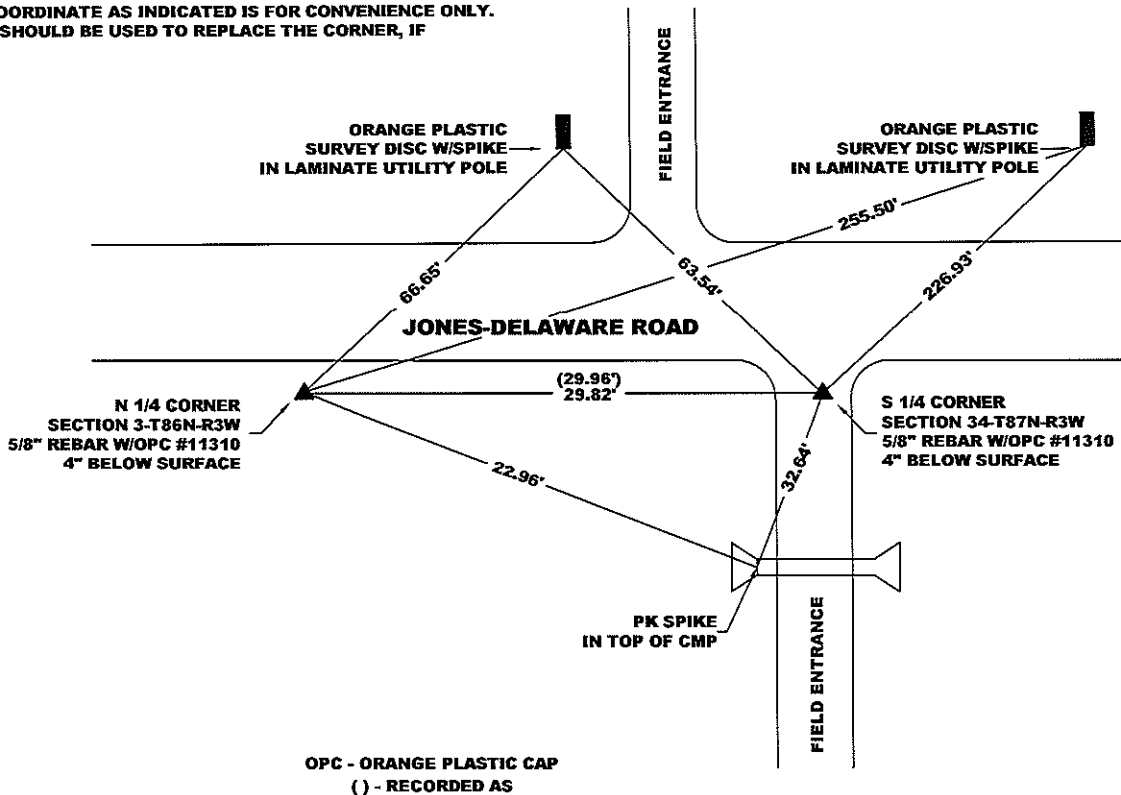 OORDINATE AS INDICATED IS FOR CONVENIENCE ONLY.
SHOULD BE USED TO REPLACE THE CORNER, IF
FIELD ENTRANCE
ORANGE PLASTIC
SURVEY DISC W/SPIKE
IN LAMINATE UTILITY POLE
ORANGE PLASTIC
SURVEY DISC W/SPIKE
IN LAMINATE UTILITY POLE
255.50'
66.65'
63.54'
226.93'
JONES-DELAWARE ROAD
(29.96')
29.82'
N 1/4 CORNER
SECTION 3-T86N-R3W
5/8" REBAR W/OPC #11310
4" BELOW SURFACE
S 1/4 CORNER
SECTION 34-T87N-R3W
5/8" REBAR W/OPC #11310
4" BELOW SURFACE
22.96'
32.64'
PK SPIKE
IN TOP OF CMP
FIELD ENTRANCE
OPC - ORANGE PLASTIC CAP
( ) - RECORDED AS